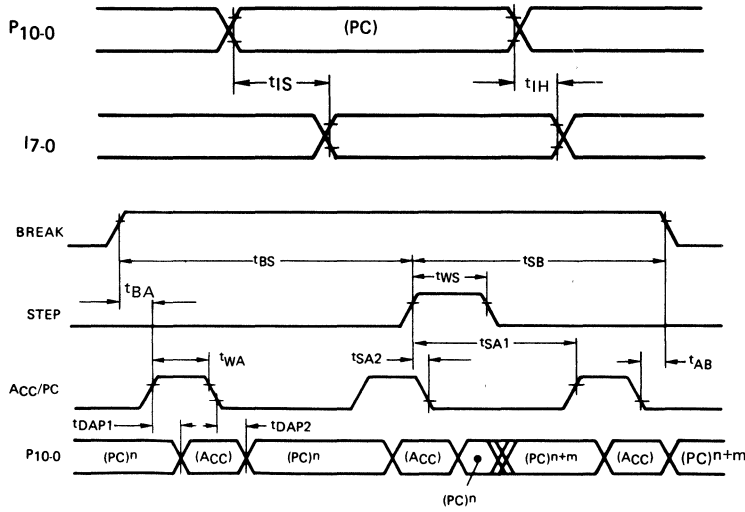 P10-0 (PC)
tIS tIH
I7-0
BREAK
tBS tSB
tBA tWS
STEP
tWA tSA2 tSA1 tAB
ACC/PC
tDAP1 tDAP2
P10-0 (PC)n (ACC) (PC)n (ACC) (PC)n+m (ACC) (PC)n+m
(PC)n